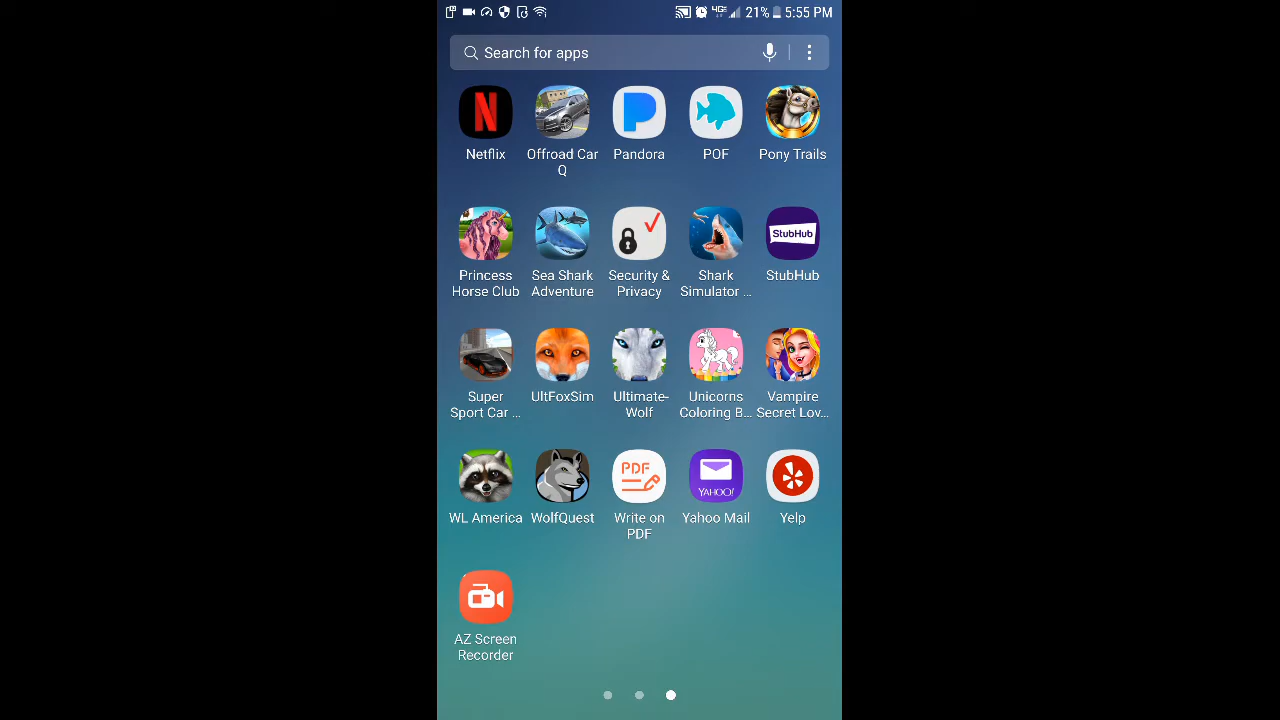 4G 21% 5:55 PM
Search for apps
N
P
Netflix
Offroad Car
Q
Pandora
POF
Pony Trails
StubHub
Princess
Horse Club
Sea Shark
Adventure
Security &
Privacy
Shark
Simulator ...
StubHub
Super
Sport Car ...
UltFoxSim
Ultimate-
Wolf
Unicorns
Coloring B...
Vampire
Secret Lov...
PDF
YAHOO!
WL America
WolfQuest
Write on
PDF
Yahoo Mail
Yelp
AZ Screen
Recorder